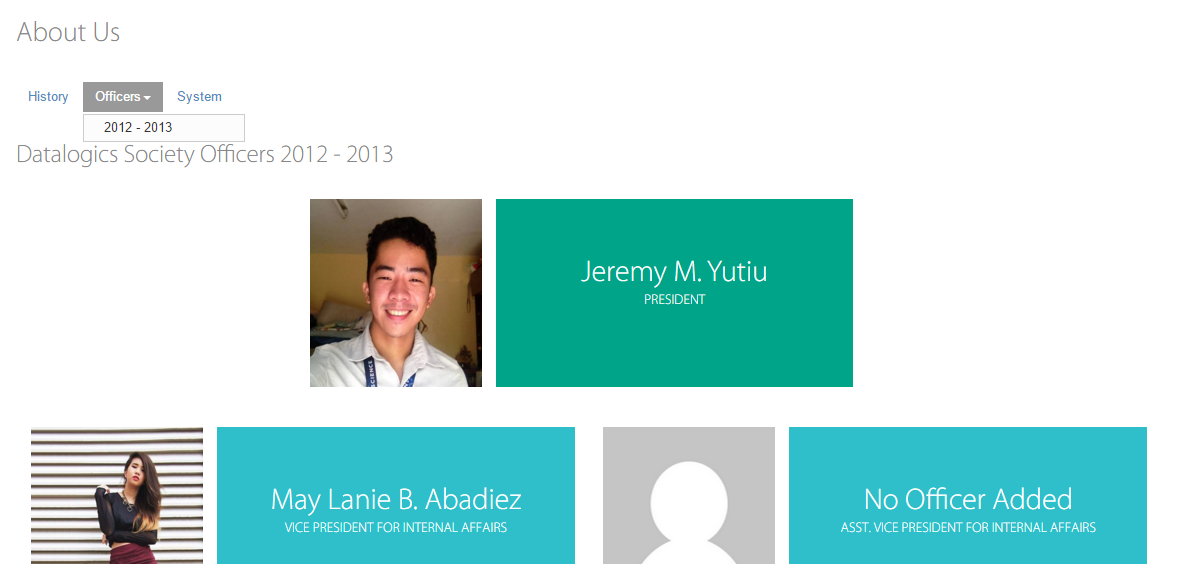 About Us
History Officers System
2012 - 2013
Datalogics Society Officers 2012 - 2013
SCIENCE
Jeremy M. Yutiu
PRESIDENT
May Lanie B. Abadiez
VICE PRESIDENT FOR INTERNAL AFFAIRS
No Officer Added
ASST. VICE PRESIDENT FOR INTERNAL AFFAIRS